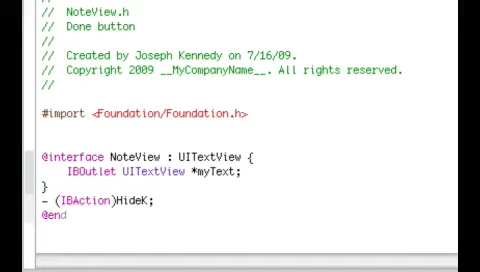 //  NoteView.h
//  Done button
//
//  Created by Joseph Kennedy on 7/16/09.
//  Copyright 2009 __MyCompanyName__. All rights reserved.
//
#import <Foundation/Foundation.h>
@interface NoteView : UITextView {
    IBOutlet UITextView *myText;
}
- (IBAction)HideK;
@end